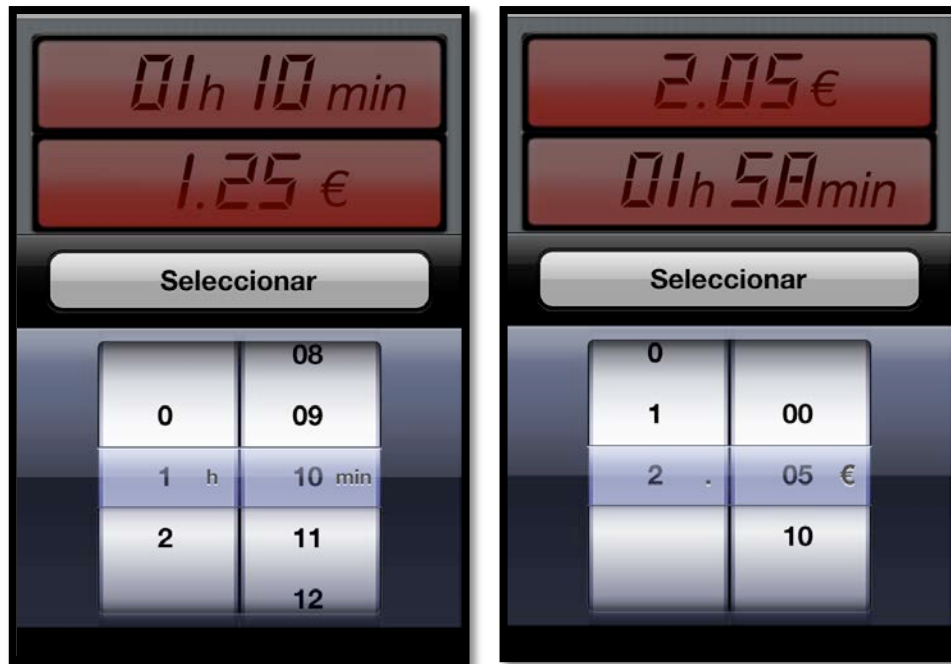 01h 10 min
1.25 €
Seleccionar
08
0 09
1 h 10 min
2 11
12
2.05 €
01h 58min
Seleccionar
0
1 00
2 . 05 €
10